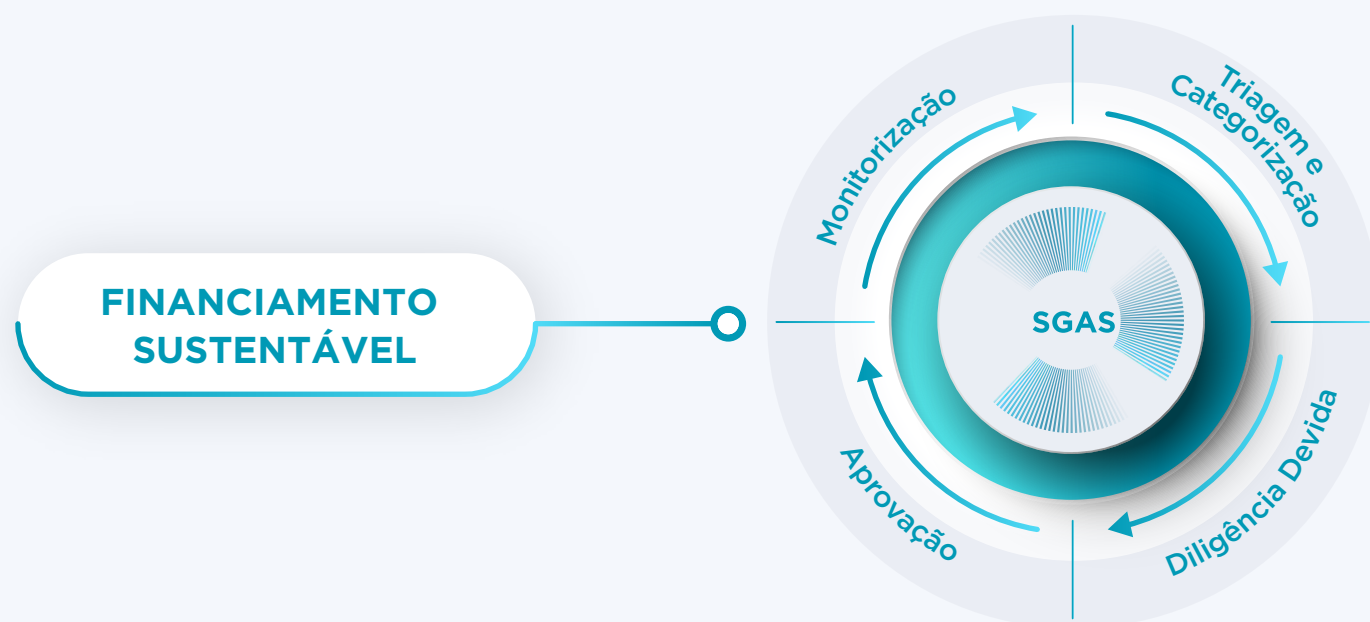 FINANCIAMENTO
SUSTENTÁVEL
Triagem e
Categorização
Diligência Devida
Aprovação
Monitorização
SGAS